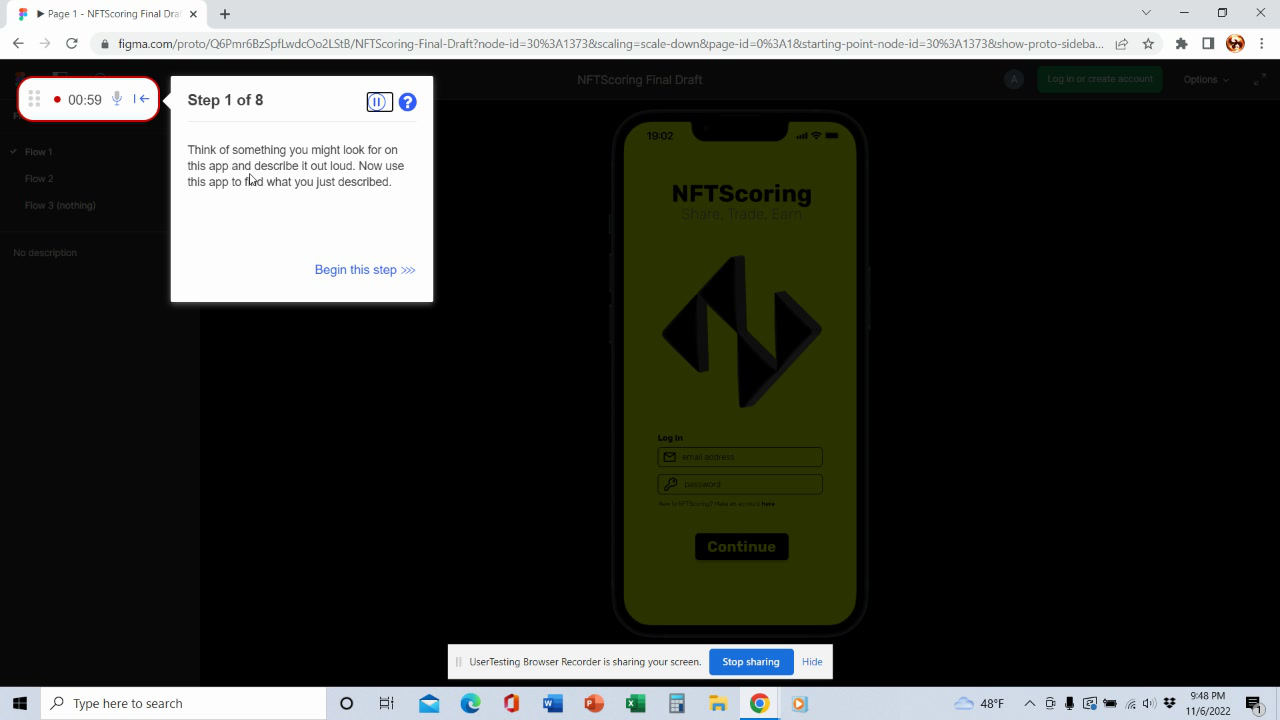 ▶ Page 1 - NFTScoring Final Dra
figma.com/proto/Q6Pmr6BzSpfLwdcOo2LStB/NFTScoring-Final-Draft?node-id=30%3A1373&scaling=scale-down&page-id=0%3A1&starting-point-node-id=30%3A1373&show-proto-sideba...
NFTScoring Final Draft
A
Log in or create account
Options
00:59
Step 1 of 8
Think of something you might look for on
this app and describe it out loud. Now use
this app to find what you just described.
Begin this step >>>
Flow 1
Flow 2
Flow 3 (nothing)
No description
19:02
NFTScoring
Share, Trade, Earn
Log in
email address
password
New to NFTScoring? Make an account here
Continue
UserTesting Browser Recorder is sharing your screen.
Stop sharing
Hide
Type here to search
48°F
9:48 PM
11/6/2022
1